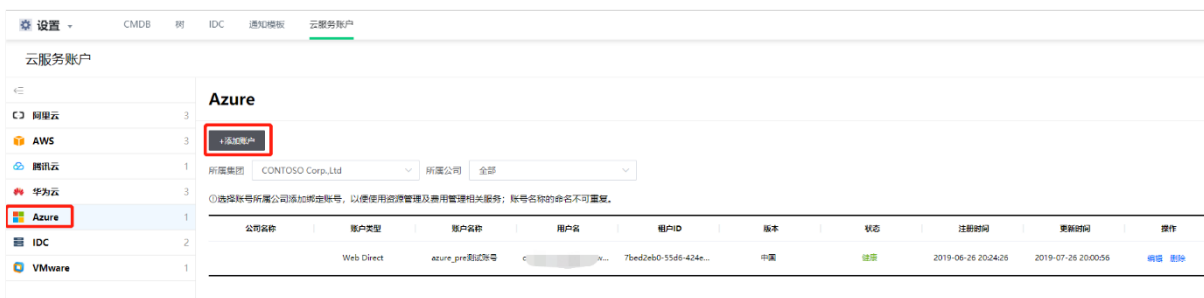 设置 CMDB 树 IDC 通知模板 云服务账户
云服务账户
阿里云 3
AWS 3
腾讯云 1
华为云 3
Azure 1
IDC 2
VMware 1
Azure
+添加账户
所属集团 CONTOSO Corp.,Ltd 所属公司 全部
①选择账号所属公司添加绑定账号，以便使用资源管理及费用管理相关服务；账号名称的命名不可重复。
公司名称 账户类型 账户名称 用户名 租户ID 版本 状态 注册时间 更新时间 操作
Web Direct azure_pre测试账号 c w... 7bed2eb0-55d6-424e... 中国 健康 2019-06-26 20:24:26 2019-07-26 20:00:56 编辑 删除